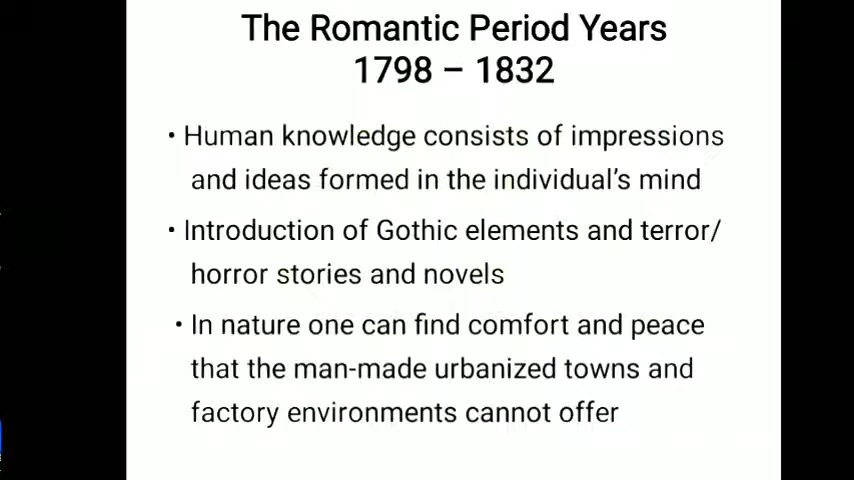 The Romantic Period Years
1798 – 1832
• Human knowledge consists of impressions
and ideas formed in the individual's mind
• Introduction of Gothic elements and terror/
horror stories and novels
• In nature one can find comfort and peace
that the man-made urbanized towns and
factory environments cannot offer